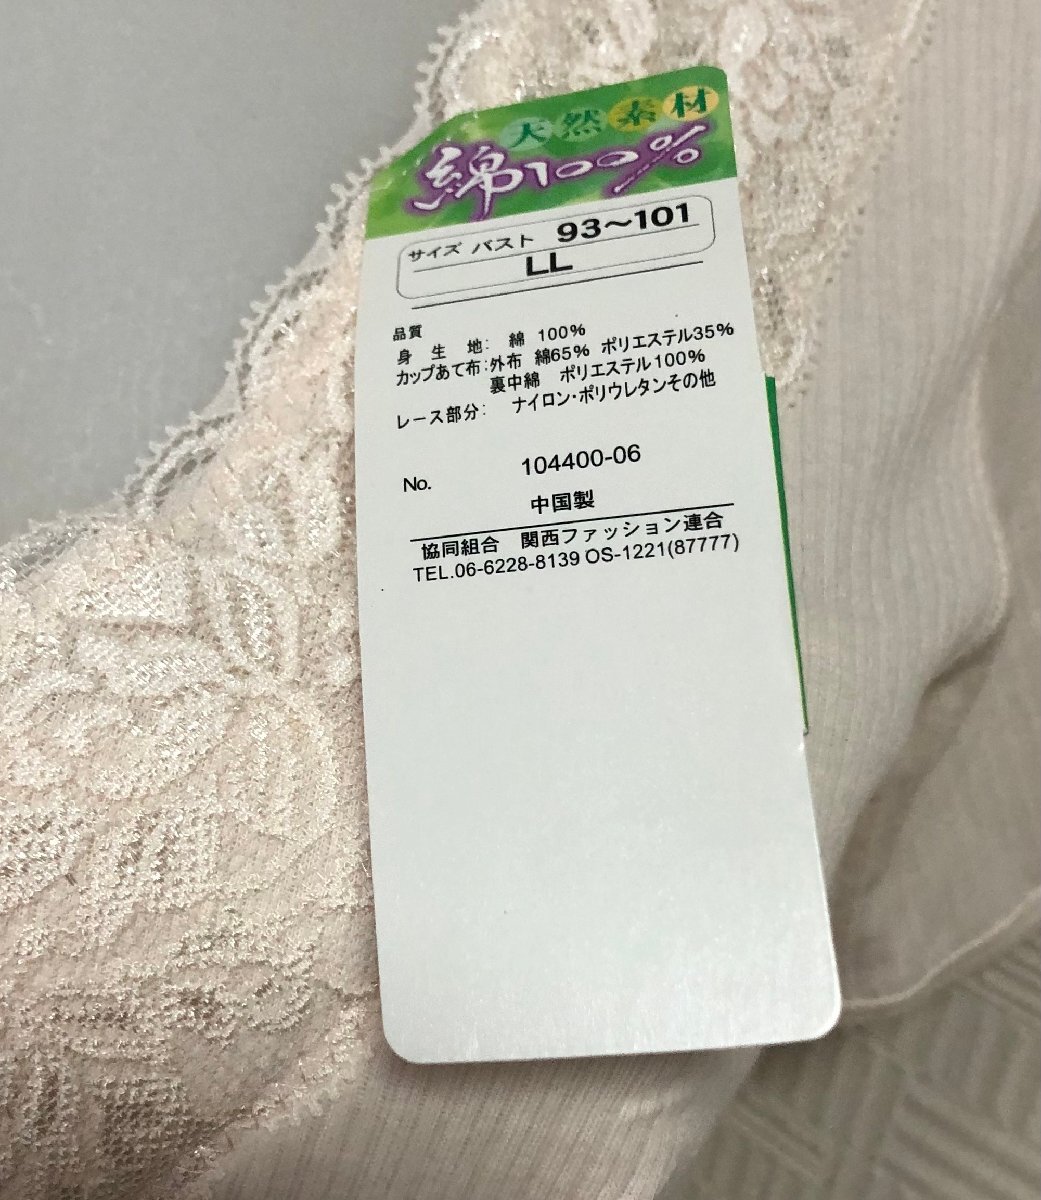 天然素材
綿100%
サイズ バスト 93〜101
LL
品質
身 生 地: 綿 100%
カップあて布:外布 綿65% ポリエステル35%
裏中綿 ポリエステル100%
レース部分: ナイロン・ポリウレタンその他
No. 104400-06
中国製
協同組合 関西ファッション連合
TEL.06-6228-8139 OS-1221(87777)